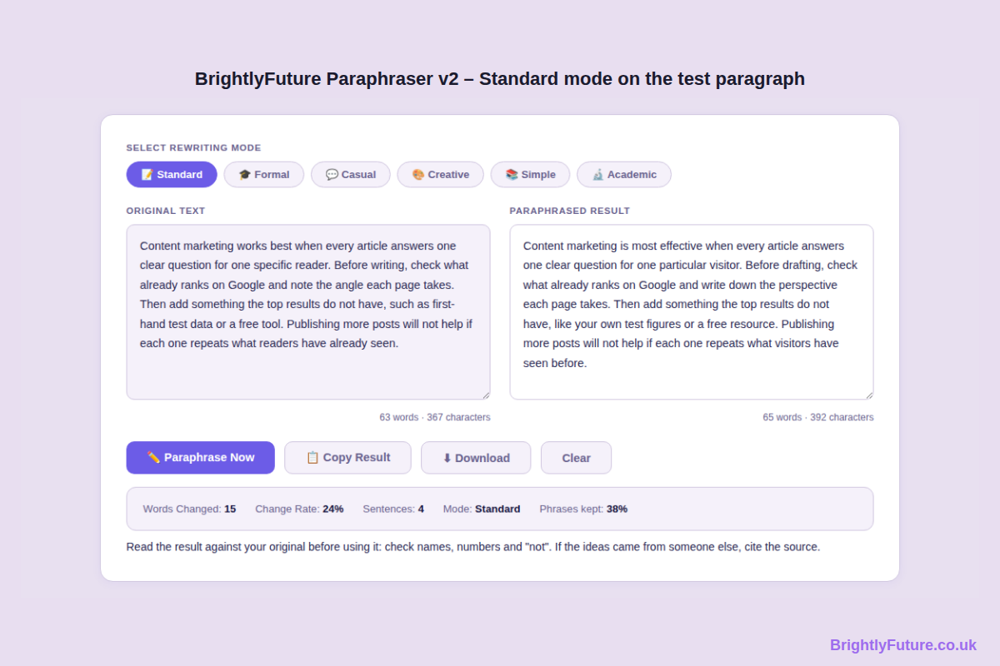 BrightlyFuture Paraphraser v2 – Standard mode on the test paragraph
SELECT REWRITING MODE
📝 Standard 🎓 Formal 💬 Casual 🎨 Creative 📚 Simple 🔬 Academic
ORIGINAL TEXT
Content marketing works best when every article answers one
clear question for one specific reader. Before writing, check what
already ranks on Google and note the angle each page takes.
Then add something the top results do not have, such as first-
hand test data or a free tool. Publishing more posts will not help if
each one repeats what readers have already seen.
63 words · 367 characters
PARAPHRASED RESULT
Content marketing is most effective when every article answers
one clear question for one particular visitor. Before drafting, check
what already ranks on Google and write down the perspective
each page takes. Then add something the top results do not
have, like your own test figures or a free resource. Publishing
more posts will not help if each one repeats what visitors have
seen before.
65 words · 392 characters
✏️ Paraphrase Now 📋 Copy Result ⬇ Download Clear
Words Changed: 15 Change Rate: 24% Sentences: 4 Mode: Standard Phrases kept: 38%
Read the result against your original before using it: check names, numbers and "not". If the ideas came from someone else, cite the source.
BrightlyFuture.co.uk